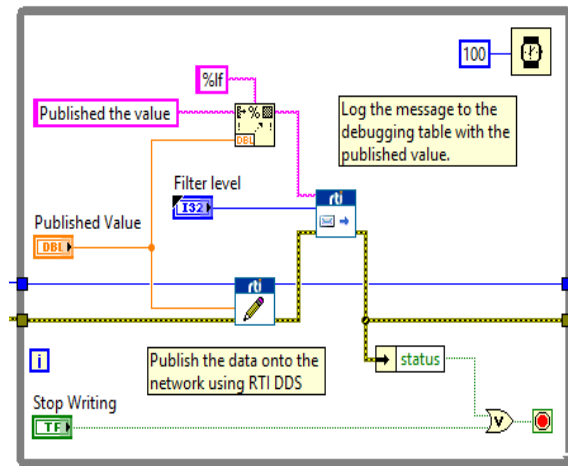 100
%lf
Published the value
% 
DBL
Log the message to the
debugging table with the
published value.
Filter level
I32
rti
Published Value
DBL
rti
i
Publish the data onto the
network using RTI DDS
status
Stop Writing
TF
V